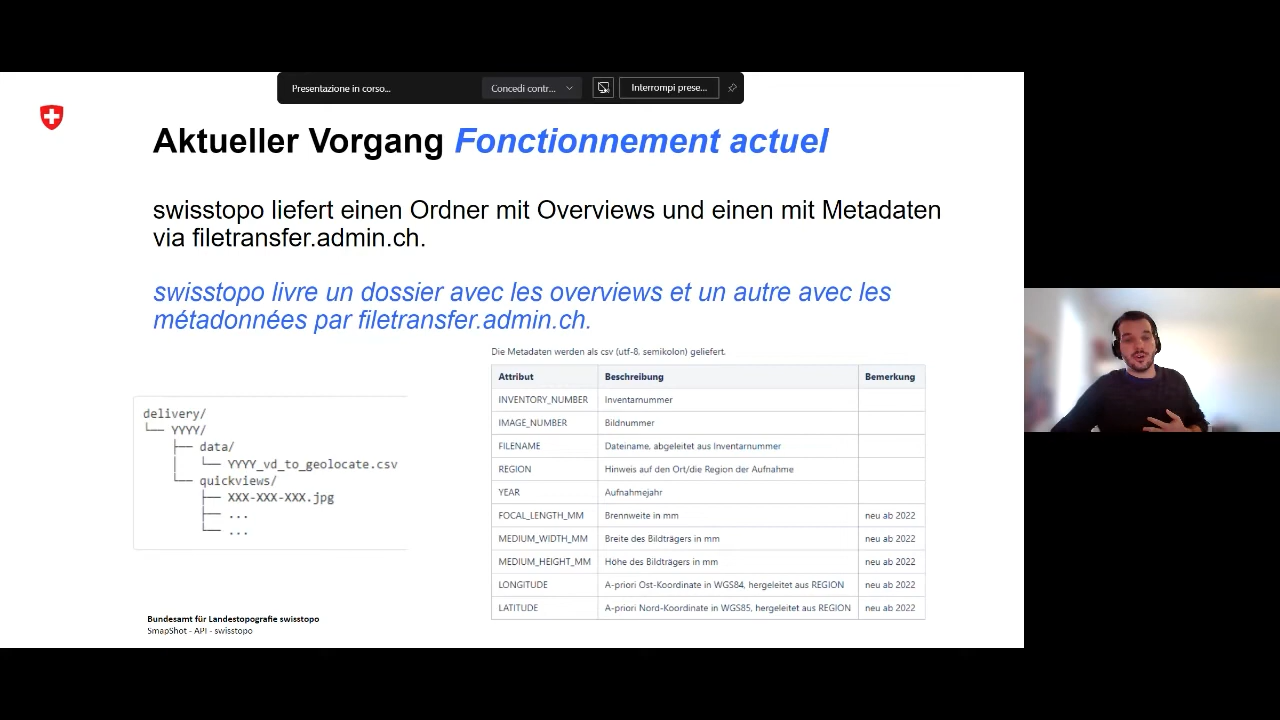 Presentazione in corso...
Concedi contr...
Interrompi prese...
Aktueller Vorgang Fonctionnement actuel
swisstopo liefert einen Ordner mit Overviews und einen mit Metadaten
via filetransfer.admin.ch.
swisstopo livre un dossier avec les overviews et un autre avec les
métadonnées par filetransfer.admin.ch.
delivery/
└── YYYY/
├── data/
│ └── YYYY_vd_to_geolocate.csv
└── quickviews/
├── XXX-XXX-XXX.jpg
├── ...
└── ...
Die Metadaten werden als csv (utf-8, semikolon) geliefert.
Attribut Beschreibung Bemerkung
INVENTORY_NUMBER Inventarnummer
IMAGE_NUMBER Bildnummer
FILENAME Dateiname, abgeleitet aus Inventarnummer
REGION Hinweis auf den Ort/die Region der Aufnahme
YEAR Aufnahmejahr
FOCAL_LENGTH_MM Brennweite in mm neu ab 2022
MEDIUM_WIDTH_MM Breite des Bildträgers in mm neu ab 2022
MEDIUM_HEIGHT_MM Höhe des Bildträgers in mm neu ab 2022
LONGITUDE A-priori Ost-Koordinate in WGS84, hergeleitet aus REGION neu ab 2022
LATITUDE A-priori Nord-Koordinate in WGS85, hergeleitet aus REGION neu ab 2022
Bundesamt für Landestopografie swisstopo
SmapShot - API - swisstopo